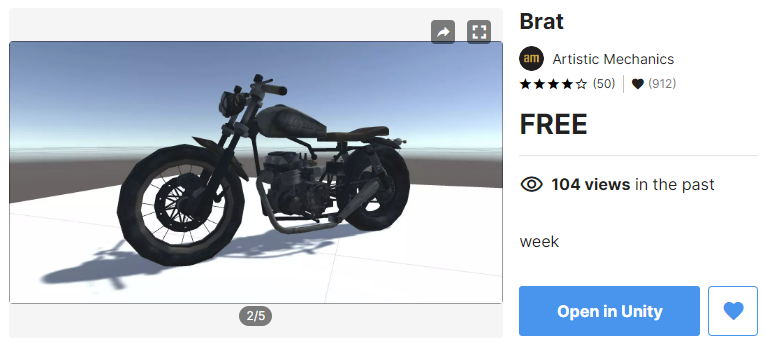 Brat
am Artistic Mechanics
(50) (912)
FREE
104 views in the past
week
Open in Unity
2/5